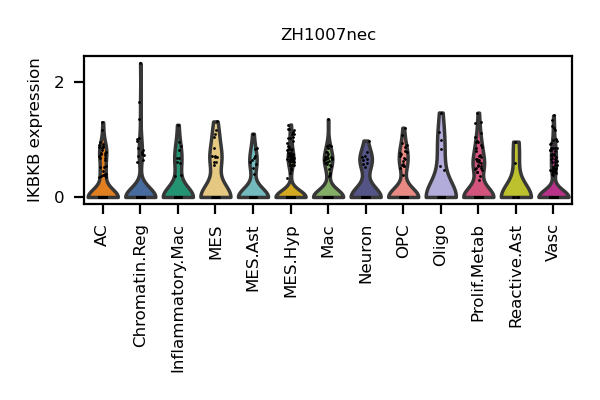 ZH1007nec
IKBKB expression
2
0
AC
Chromatin.Reg
Inflammatory.Mac
MES
MES.Ast
MES.Hyp
Mac
Neuron
OPC
Oligo
Prolif.Metab
Reactive.Ast
Vasc